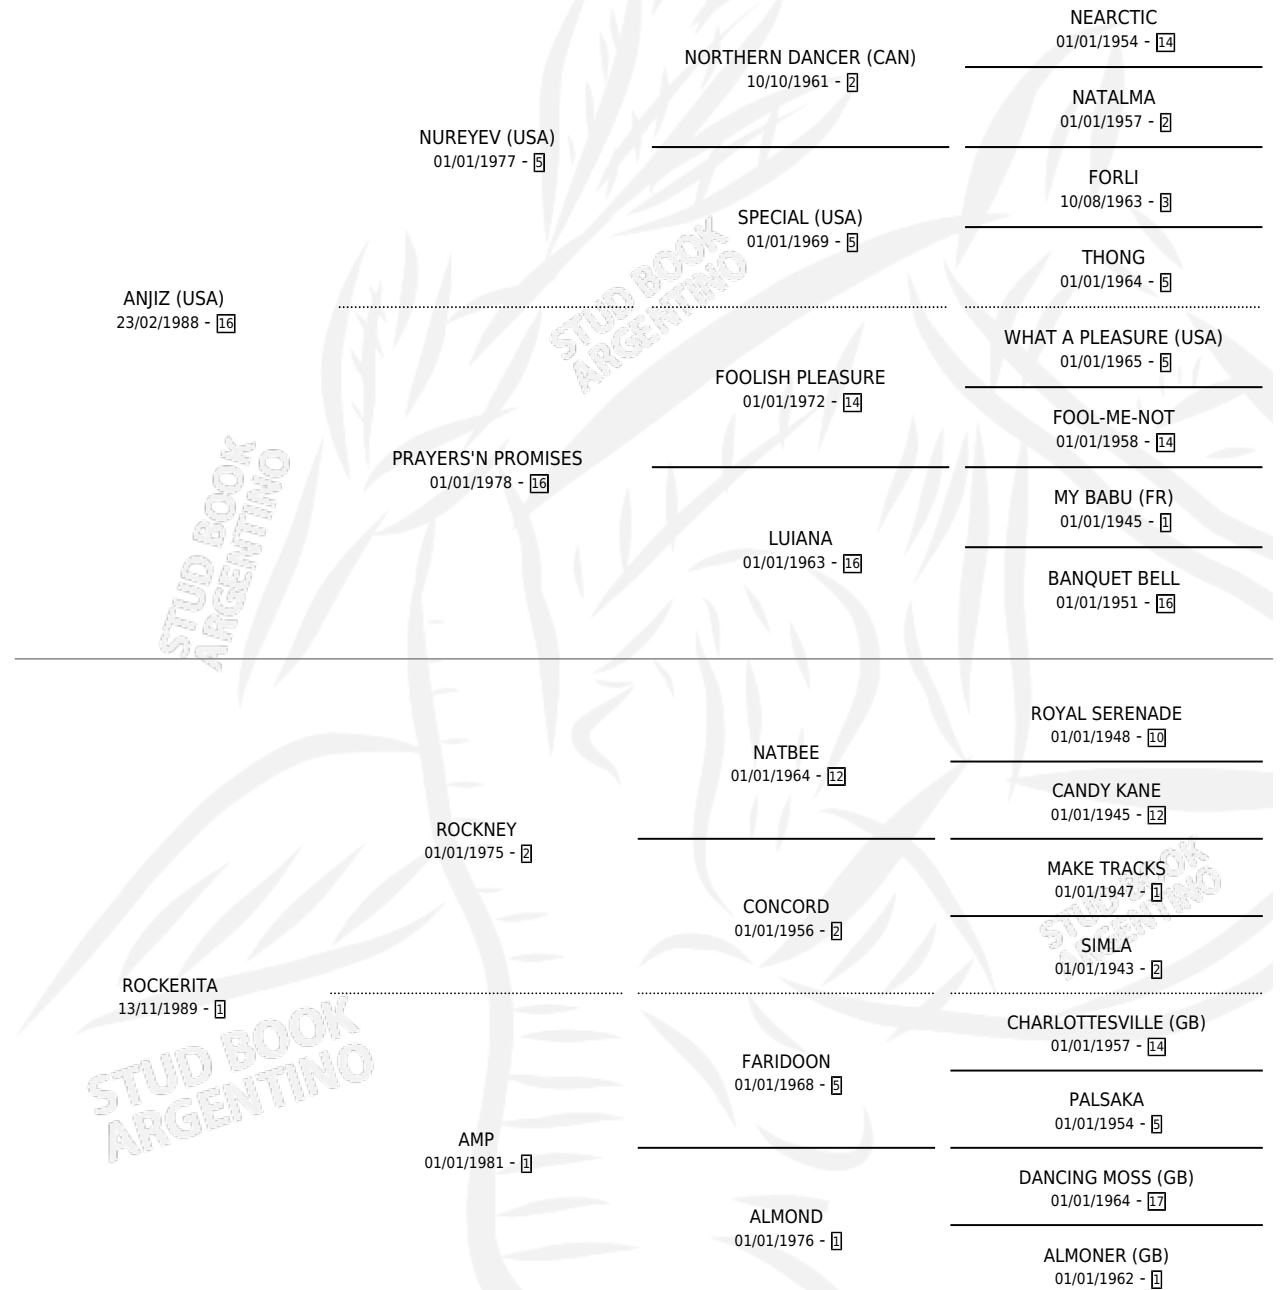 NEARCTIC
01/01/1954 - 14
NORTHERN DANCER (CAN)
10/10/1961 - 2
NATALMA
01/01/1957 - 2
NUREYEV (USA)
01/01/1977 - 5
FORLI
10/08/1963 - 3
SPECIAL (USA)
01/01/1969 - 5
THONG
01/01/1964 - 5
ANJIZ (USA)
23/02/1988 - 16
WHAT A PLEASURE (USA)
01/01/1965 - 5
FOOLISH PLEASURE
01/01/1972 - 14
FOOL-ME-NOT
01/01/1958 - 14
PRAYERS'N PROMISES
01/01/1978 - 16
MY BABU (FR)
01/01/1945 - 1
LUIANA
01/01/1963 - 16
BANQUET BELL
01/01/1951 - 16
ROYAL SERENADE
01/01/1948 - 10
NATBEE
01/01/1964 - 12
CANDY KANE
01/01/1945 - 12
ROCKNEY
01/01/1975 - 2
MAKE TRACKS
01/01/1947 - 1
CONCORD
01/01/1956 - 2
SIMLA
01/01/1943 - 2
ROCKERITA
13/11/1989 - 1
CHARLOTTESVILLE (GB)
01/01/1957 - 14
FARIDOON
01/01/1968 - 5
PALSAKA
01/01/1954 - 5
AMP
01/01/1981 - 1
DANCING MOSS (GB)
01/01/1964 - 17
ALMOND
01/01/1976 - 1
ALMONER (GB)
01/01/1962 - 1
STUD BOOK
ARGENTINO
STUD BOOK
ARGENTINO
STUD BOOK
ARGENTINO
STUD BOOK
ARGENTINO